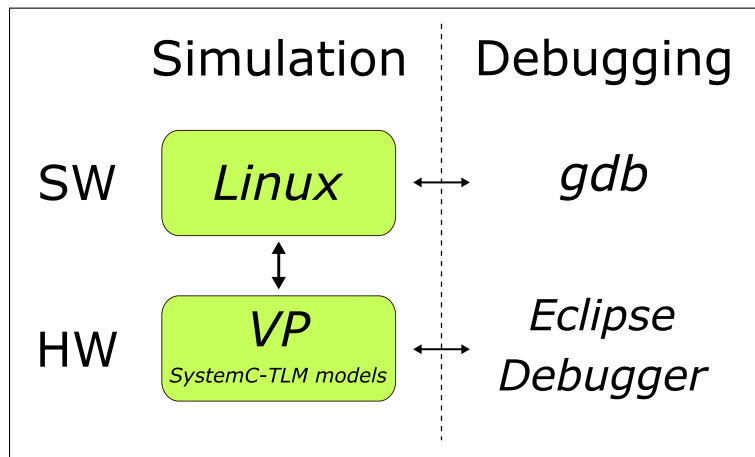 Simulation
Debugging
SW
Linux
gdb
HW
VP
SystemC-TLM models
Eclipse
Debugger